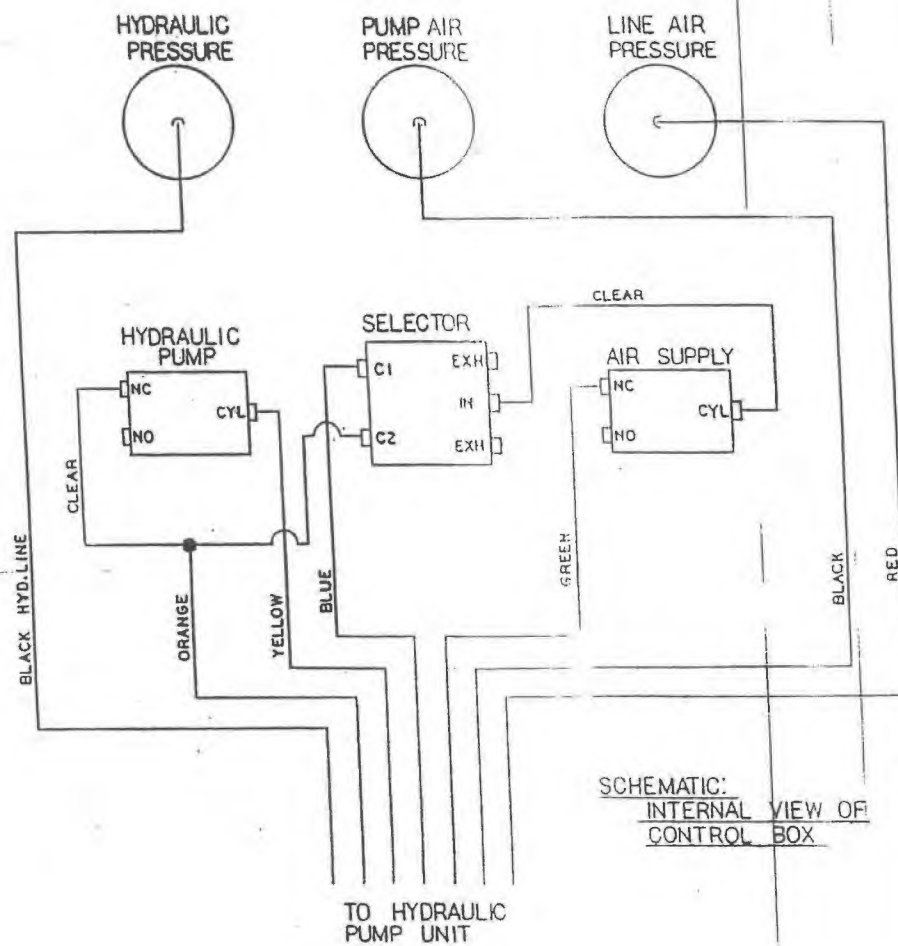 HYDRAULIC
PRESSURE
PUMP AIR
PRESSURE
LINE AIR
PRESSURE
CLEAR
HYDRAULIC
PUMP
NC
NO
CYL
SELECTOR
C1
C2
EXH
IN
EXH
AIR SUPPLY
NC
NO
CYL
CLEAR
BLACK HYD. LINE
ORANGE
YELLOW
BLUE
GREEN
BLACK
RED
SCHEMATIC:
INTERNAL VIEW OF
CONTROL BOX
TO HYDRAULIC
PUMP UNIT